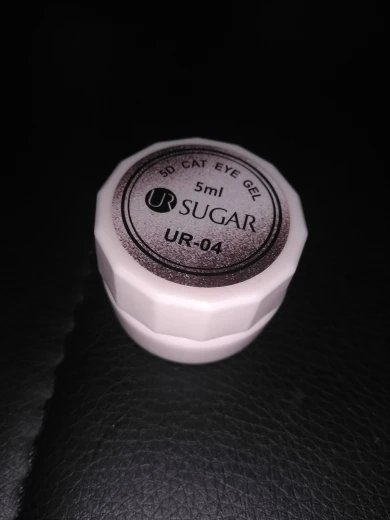 5D CAT EYE GEL
5ml
UR SUGAR
UR-04